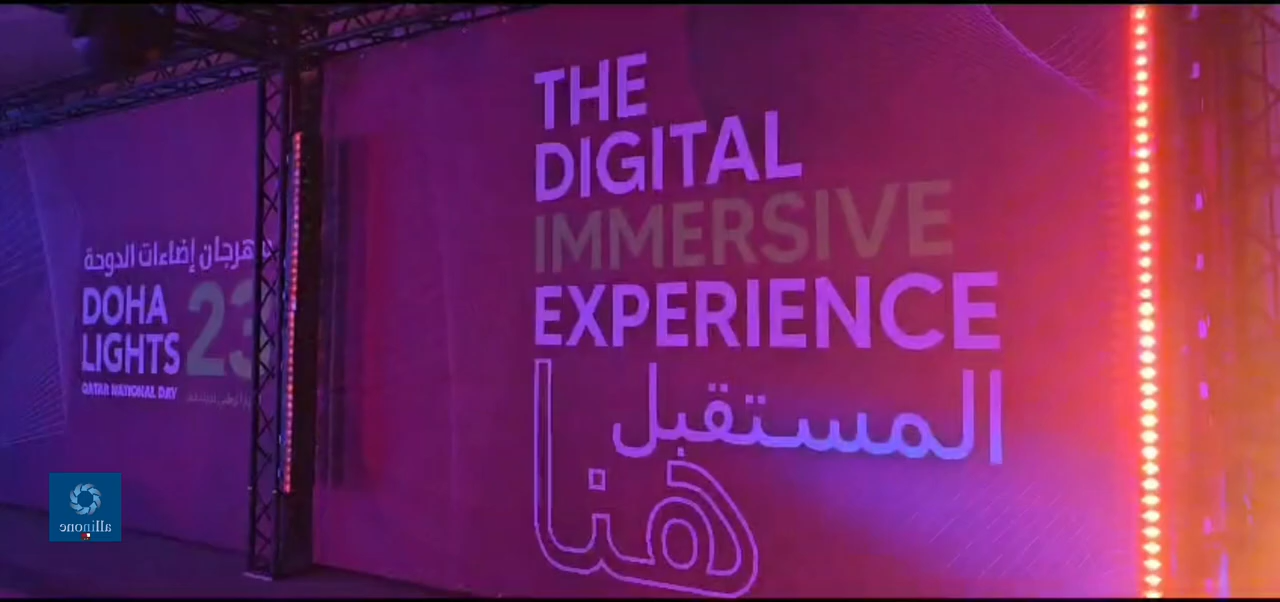 مهرجان إضاءات الدوحة
DOHA
LIGHTS
23
QATAR NATIONAL DAY
THE
DIGITAL
IMMERSIVE
EXPERIENCE
المستقبل
هنا
allinone